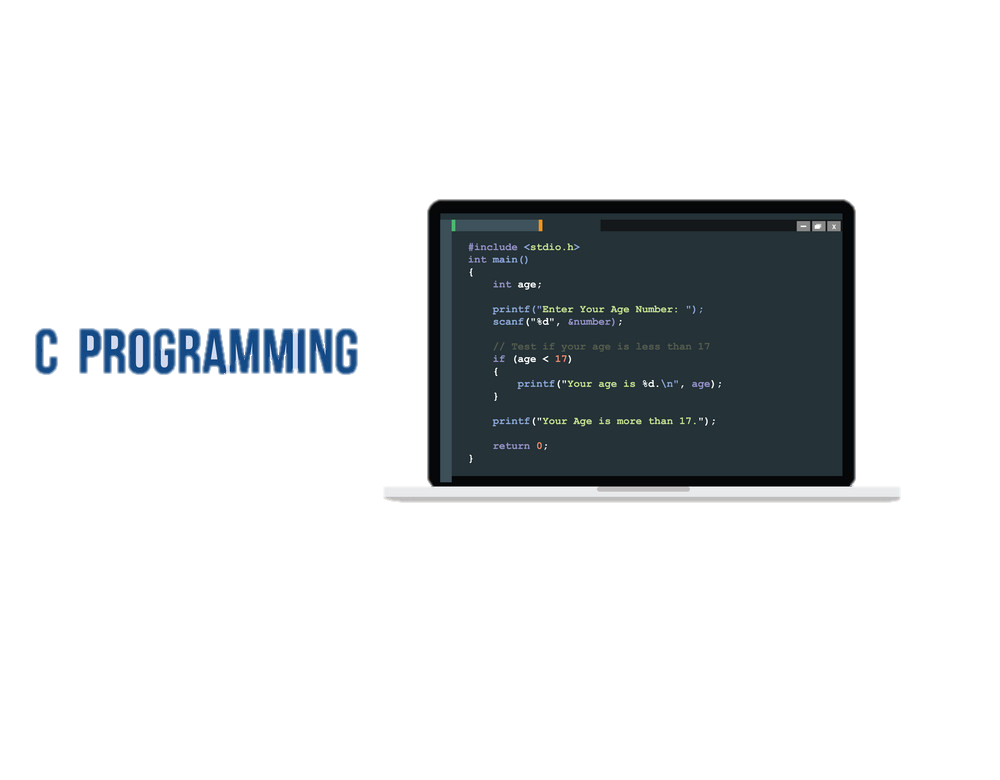 C PROGRAMMING
#include <stdio.h>
int main()
{
    int age;

    printf("Enter Your Age Number: ");
    scanf("%d", &number);

    // Test if your age is less than 17
    if (age < 17)
    {
        printf("Your age is %d.\n", age);
    }

    printf("Your Age is more than 17.");

    return 0;
}